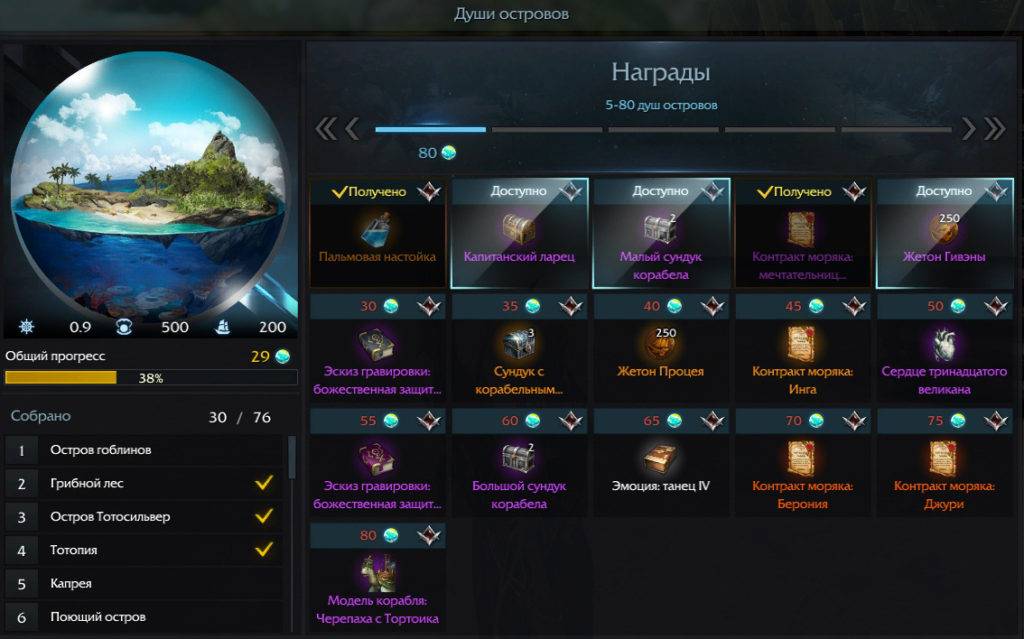 Души островов
Награды
5-80 душ островов
80
Получено
Доступно
Доступно
Получено
Доступно
2
250
Пальмовая настойка
Капитанский ларец
Малый сундук
корабела
Контракт моряка:
мечтательниц...
Жетон Гивэны
30
35
40
45
50
3
250
Эскиз гравировки:
божественная защит...
Сундук с
корабельным...
Жетон Процея
Контракт моряка:
Инга
Сердце тринадцатого
великана
55
60
65
70
75
2
Эскиз гравировки:
божественная защит...
Большой сундук
корабела
Эмоция: танец IV
Контракт моряка:
Берония
Контракт моряка:
Джури
80
Модель корабля:
Черепаха с Тортоика
0.9
500
200
Общий прогресс
29
38%
Собрано
30 / 76
1 Остров гоблинов
2 Грибной лес
3 Остров Тотосильвер
4 Тотопия
5 Капрея
6 Поющий остров